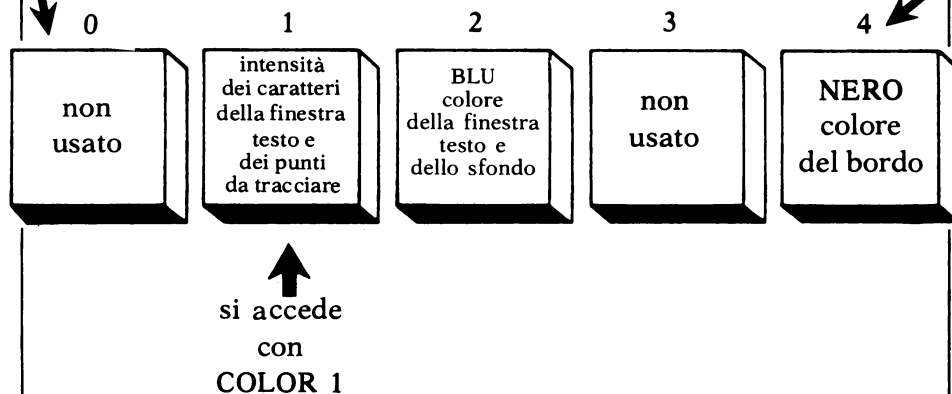 0
1
2
3
4
non
usato
intensità
dei caratteri
della finestra
testo e
dei punti
da tracciare
BLU
colore
della finestra
testo e
dello sfondo
non
usato
NERO
colore
del bordo
si accede
con
COLOR 1